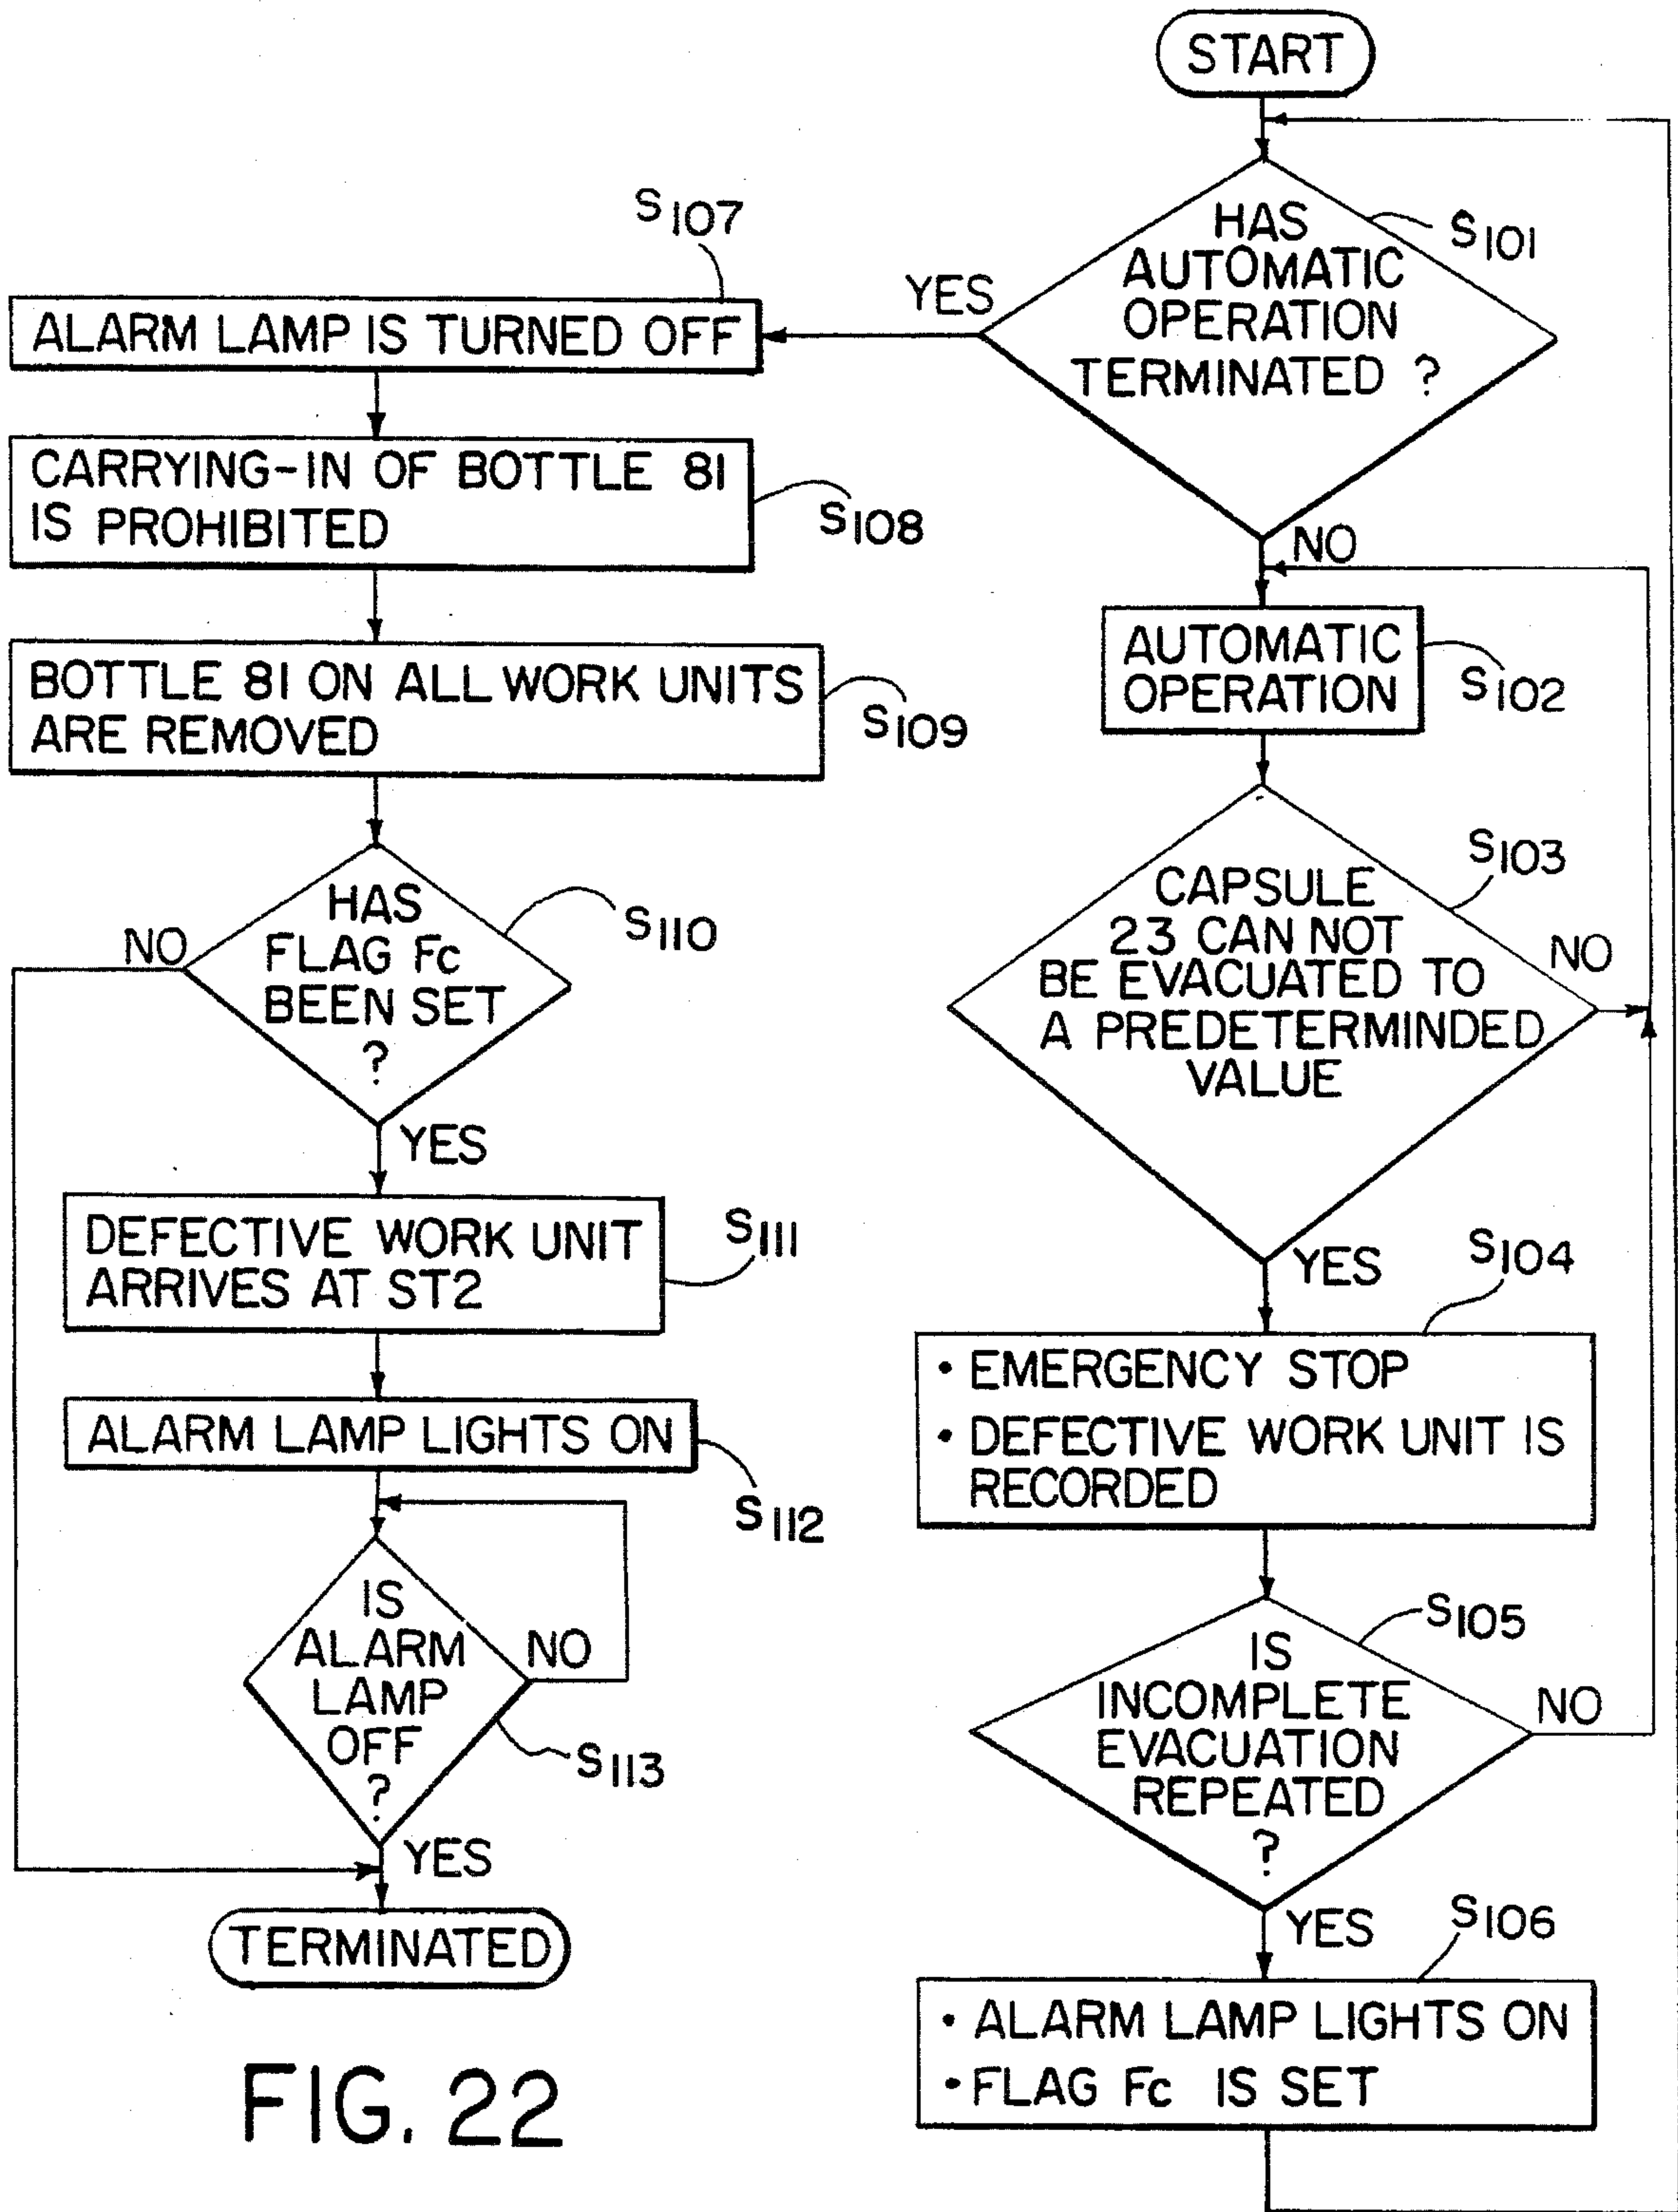 START
HAS
AUTOMATIC
OPERATION
TERMINATED ?
S101
YES
NO
S107
ALARM LAMP IS TURNED OFF
CARRYING-IN OF BOTTLE 81
IS PROHIBITED
S108
BOTTLE 81 ON ALL WORK UNITS
ARE REMOVED
S109
HAS
FLAG Fc
BEEN SET
?
S110
NO
YES
DEFECTIVE WORK UNIT
ARRIVES AT ST2
S111
ALARM LAMP LIGHTS ON
S112
IS
ALARM
LAMP
OFF
?
NO
S113
YES
TERMINATED
AUTOMATIC
OPERATION
S102
CAPSULE
23 CAN NOT
BE EVACUATED TO
A PREDETERMINDED
VALUE
S103
NO
YES
S104
• EMERGENCY STOP
• DEFECTIVE WORK UNIT IS
RECORDED
IS
INCOMPLETE
EVACUATION
REPEATED
?
S105
NO
YES
S106
• ALARM LAMP LIGHTS ON
• FLAG Fc IS SET
FIG. 22